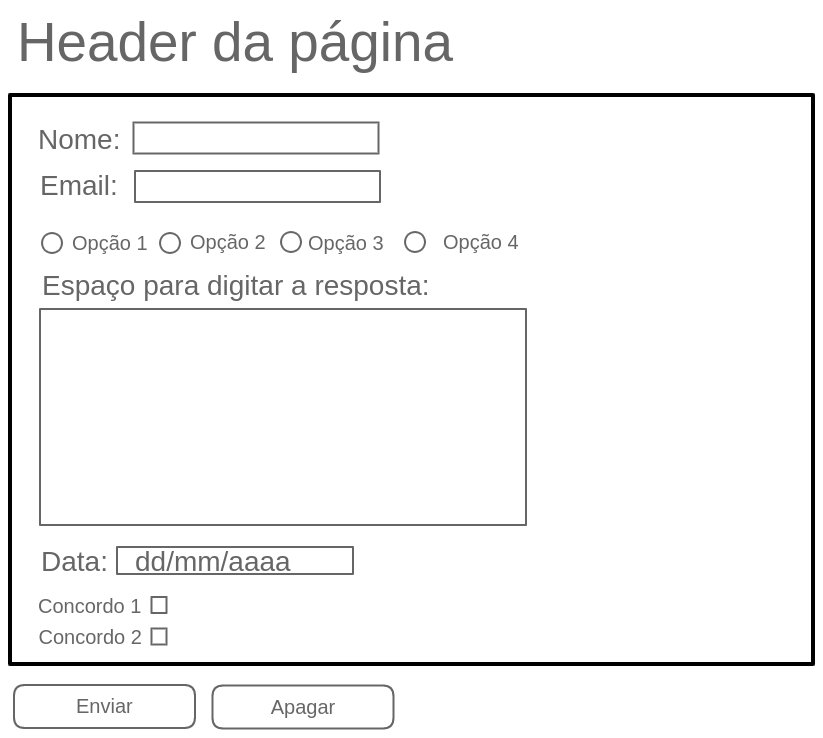 Header da página
Nome:
Email:
Opção 1 Opção 2 Opção 3 Opção 4
Espaço para digitar a resposta:
Data: dd/mm/aaaa
Concordo 1
Concordo 2
Enviar Apagar